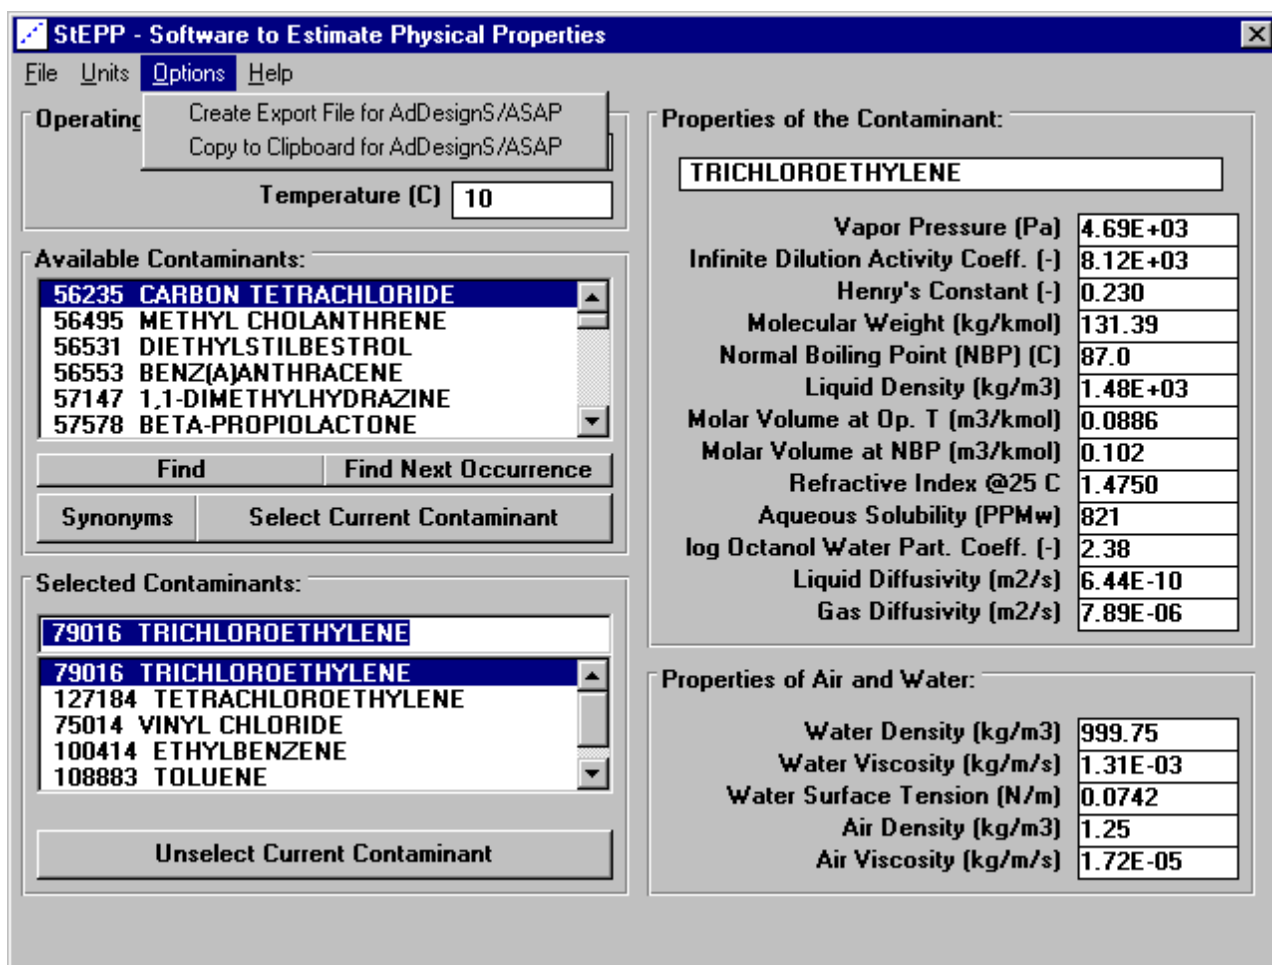 StEPP - Software to Estimate Physical Properties
File Units Options Help
Create Export File for AdDesignS/ASAP
Copy to Clipboard for AdDesignS/ASAP
Operating
Temperature (C) 10
Available Contaminants:
56235 CARBON TETRACHLORIDE
56495 METHYL CHOLANTHRENE
56531 DIETHYLSTILBESTROL
56553 BENZ(A)ANTHRACENE
57147 1,1-DIMETHYLHYDRAZINE
57578 BETA-PROPIOLACTONE
Find Find Next Occurrence
Synonyms Select Current Contaminant
Selected Contaminants:
79016 TRICHLOROETHYLENE
79016 TRICHLOROETHYLENE
127184 TETRACHLOROETHYLENE
75014 VINYL CHLORIDE
100414 ETHYLBENZENE
108883 TOLUENE
Unselect Current Contaminant
Properties of the Contaminant:
TRICHLOROETHYLENE
Vapor Pressure (Pa) 4.69E+03
Infinite Dilution Activity Coeff. (-) 8.12E+03
Henry's Constant (-) 0.230
Molecular Weight (kg/kmol) 131.39
Normal Boiling Point (NBP) (C) 87.0
Liquid Density (kg/m3) 1.48E+03
Molar Volume at Op. T (m3/kmol) 0.0886
Molar Volume at NBP (m3/kmol) 0.102
Refractive Index @25 C 1.4750
Aqueous Solubility (PPMw) 821
log Octanol Water Part. Coeff. (-) 2.38
Liquid Diffusivity (m2/s) 6.44E-10
Gas Diffusivity (m2/s) 7.89E-06
Properties of Air and Water:
Water Density (kg/m3) 999.75
Water Viscosity (kg/m/s) 1.31E-03
Water Surface Tension (N/m) 0.0742
Air Density (kg/m3) 1.25
Air Viscosity (kg/m/s) 1.72E-05